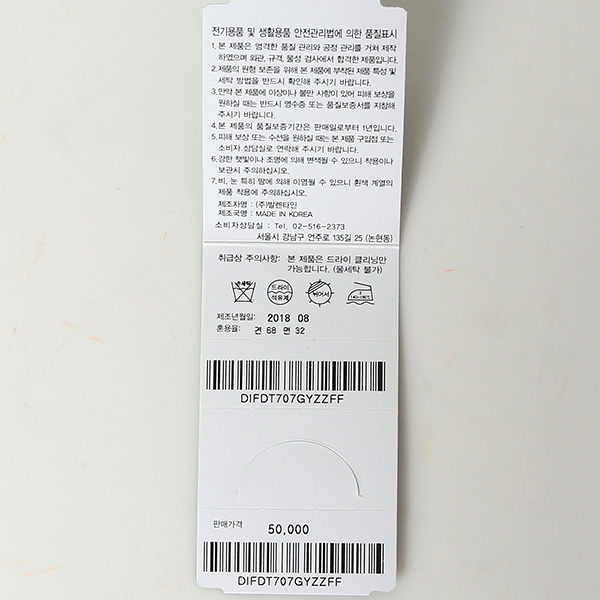 전기용품 및 생활용품 안전관리법에 의한 품질표시
1. 본 제품은 엄격한 품질 관리와 공정 관리를 거쳐 제작
하였으며 외관, 규격, 물성 검사에서 합격한 제품입니다.
2. 제품의 원형 보존을 위해 본 제품에 부착된 제품 특성 및
세탁 방법을 반드시 확인해 주시기 바랍니다.
3. 만약 본 제품에 이상이나 불만 사항이 있어 피해 보상을
원하실 때는 반드시 영수증 또는 품질보증서를 지참해
주시기 바랍니다.
4. 본 제품의 품질보증기간은 판매일로부터 1년입니다.
5. 피해 보상 또는 수선을 원하실 때는 본 제품 구입점 또는
소비자 상담실로 연락해 주시기 바랍니다.
6. 강한 햇빛이나 조명에 의해 변색될 수 있으니 착용이나
보관시 주의하십시오.
7. 비, 눈 특히 땀에 의해 이염될 수 있으니 흰색 계열의
제품 착용에 주의하십시오.
제조자명 : (주)발렌타인
제조국명 : MADE IN KOREA
소비자상담실 : Tel. 02-516-2373
서울시 강남구 언주로 135길 25 (논현동)
취급상 주의사항: 본 제품은 드라이 클리닝만
가능합니다. (물세탁 불가)
손세탁
드라이
석유계
뉘어서
2
140~160℃
제조년월일: 2018 08
혼용율: 견 68 면 32
DIFDT707GYZZFF
판매가격 50,000
DIFDT707GYZZFF